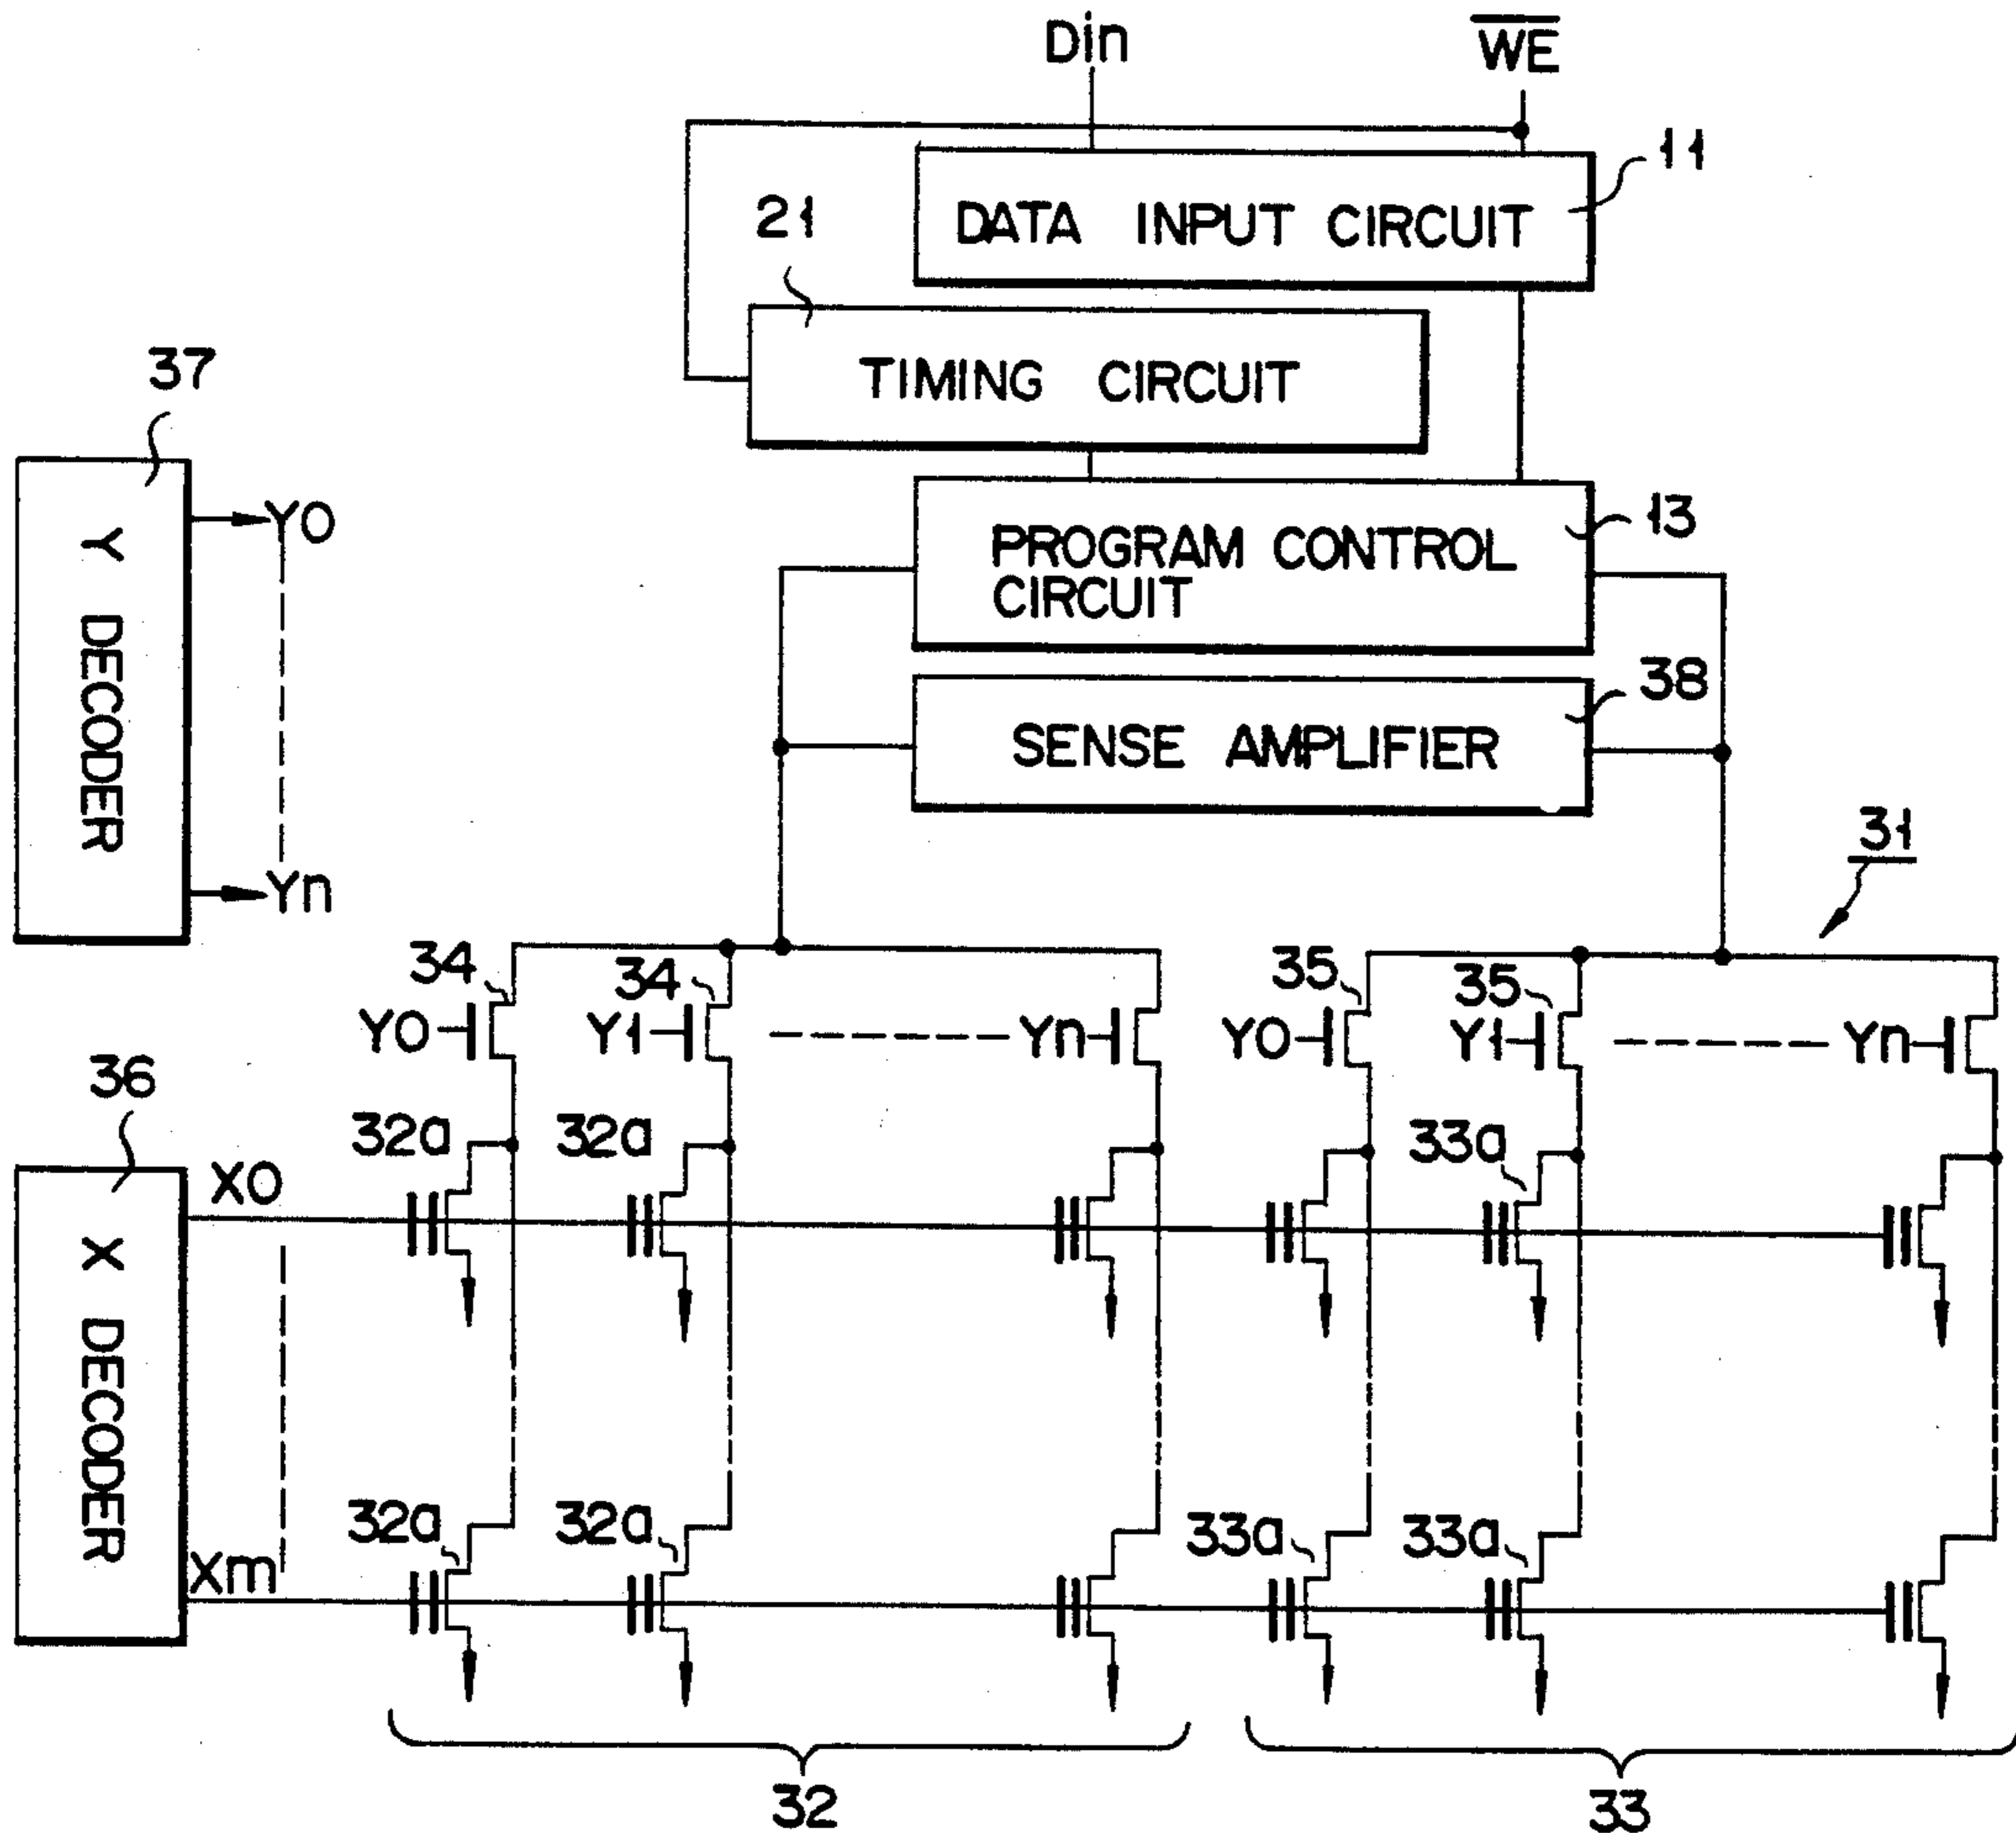 Din
W̅E̅
11
DATA INPUT CIRCUIT
21
TIMING CIRCUIT
37
Y DECODER
Y0
Yn
13
PROGRAM CONTROL
CIRCUIT
38
SENSE AMPLIFIER
31
34
34
35
35
Y0
Y1
Yn
Y0
Y1
Yn
36
X DECODER
X0
Xm
32a
32a
33a
32a
32a
33a
33a
32
33